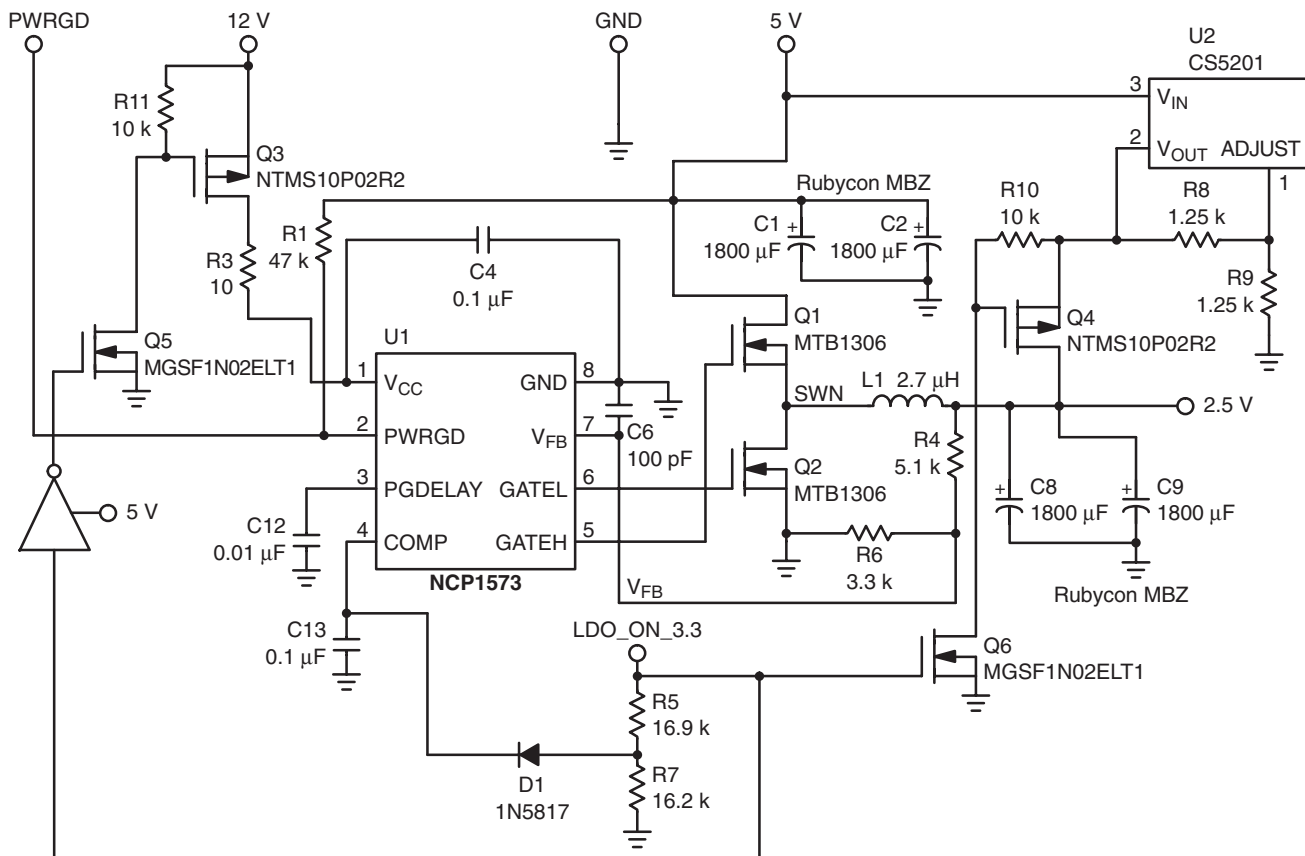 PWRGD
12 V
GND
5 V
U2
CS5201
3
V_IN
2
V_OUT
ADJUST
1
R11
10 k
Q3
NTMS10P02R2
Rubycon MBZ
R10
10 k
R8
1.25 k
R1
47 k
C1
+
1800 µF
C2
+
1800 µF
R3
10
C4
0.1 µF
R9
1.25 k
Q5
MGSF1N02ELT1
U1
Q1
MTB1306
Q4
NTMS10P02R2
1
V_CC
GND
8
SWN
L1 2.7 µH
2.5 V
2
PWRGD
V_FB
7
C6
100 pF
R4
5.1 k
3
PGDELAY
GATEL
6
Q2
MTB1306
5 V
C12
0.01 µF
4
COMP
GATEH
5
NCP1573
+
C8
1800 µF
+
C9
1800 µF
R6
3.3 k
V_FB
Rubycon MBZ
C13
0.1 µF
LDO_ON_3.3
Q6
MGSF1N02ELT1
R5
16.9 k
D1
1N5817
R7
16.2 k